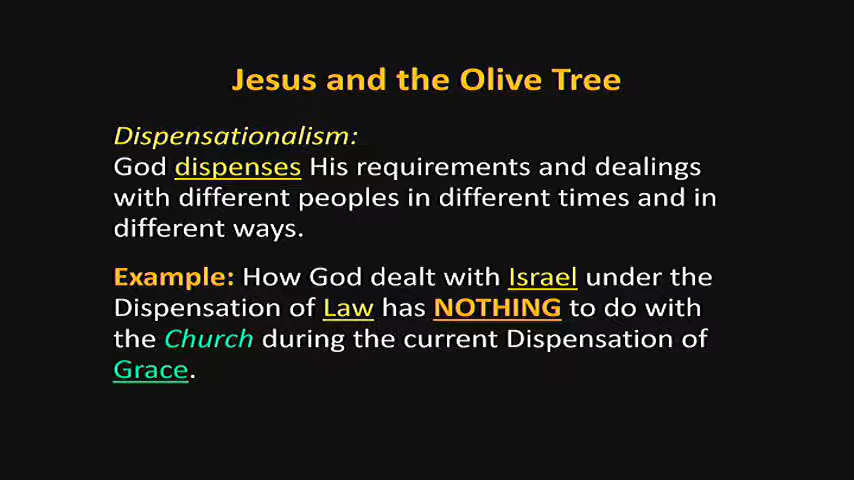 Jesus and the Olive Tree
Dispensationalism:
God dispenses His requirements and dealings
with different peoples in different times and in
different ways.
Example: How God dealt with Israel under the
Dispensation of Law has NOTHING to do with
the Church during the current Dispensation of
Grace.